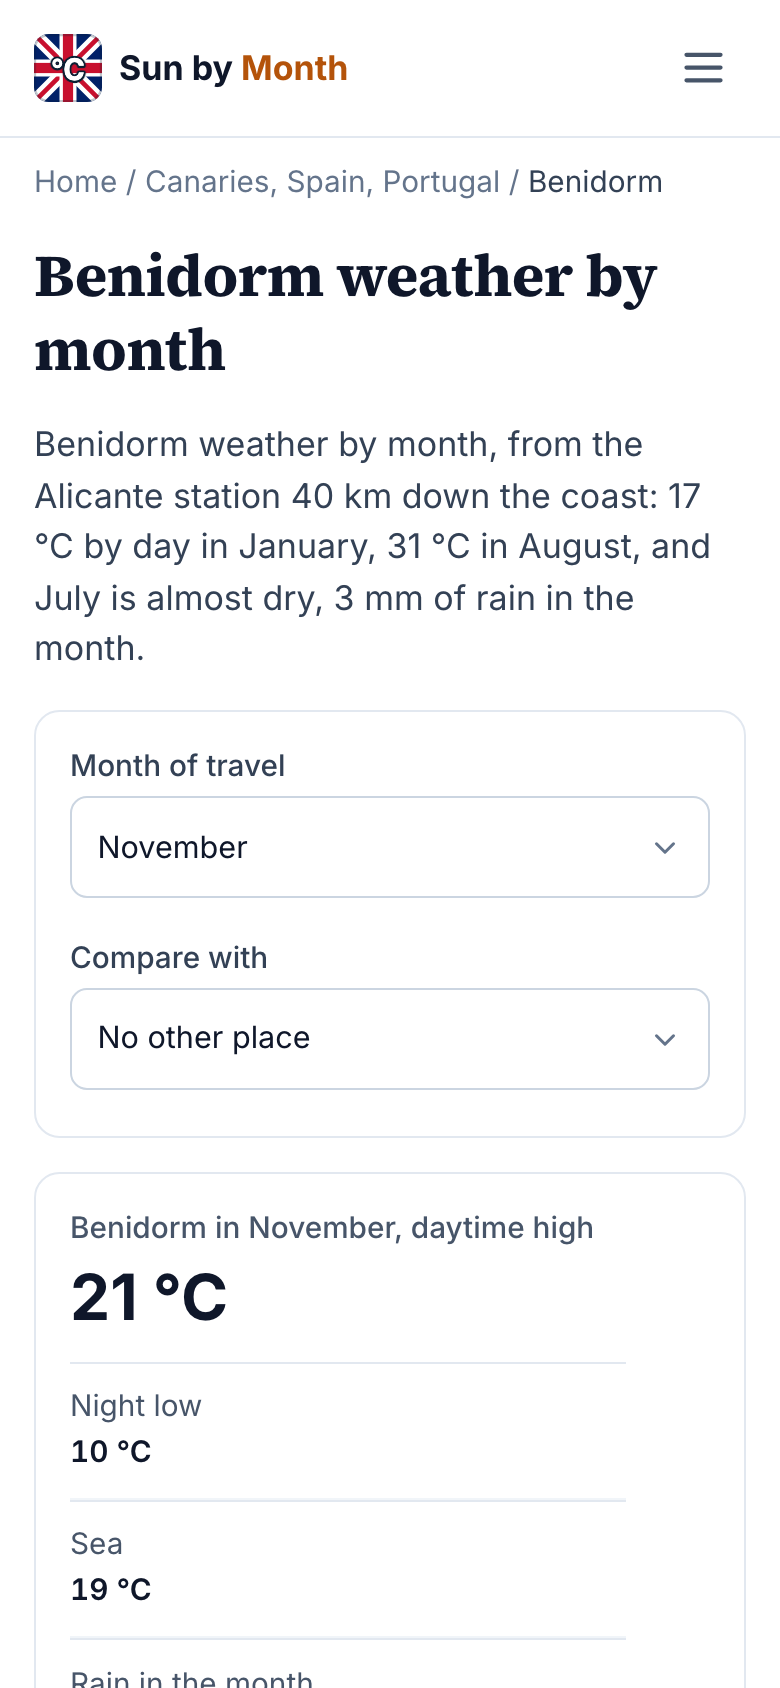 °C
Sun by Month
Home / Canaries, Spain, Portugal / Benidorm
Benidorm weather by
month
Benidorm weather by month, from the
Alicante station 40 km down the coast: 17
°C by day in January, 31 °C in August, and
July is almost dry, 3 mm of rain in the
month.
Month of travel
November
Compare with
No other place
Benidorm in November, daytime high
21 °C
Night low
10 °C
Sea
19 °C
Rain in the month